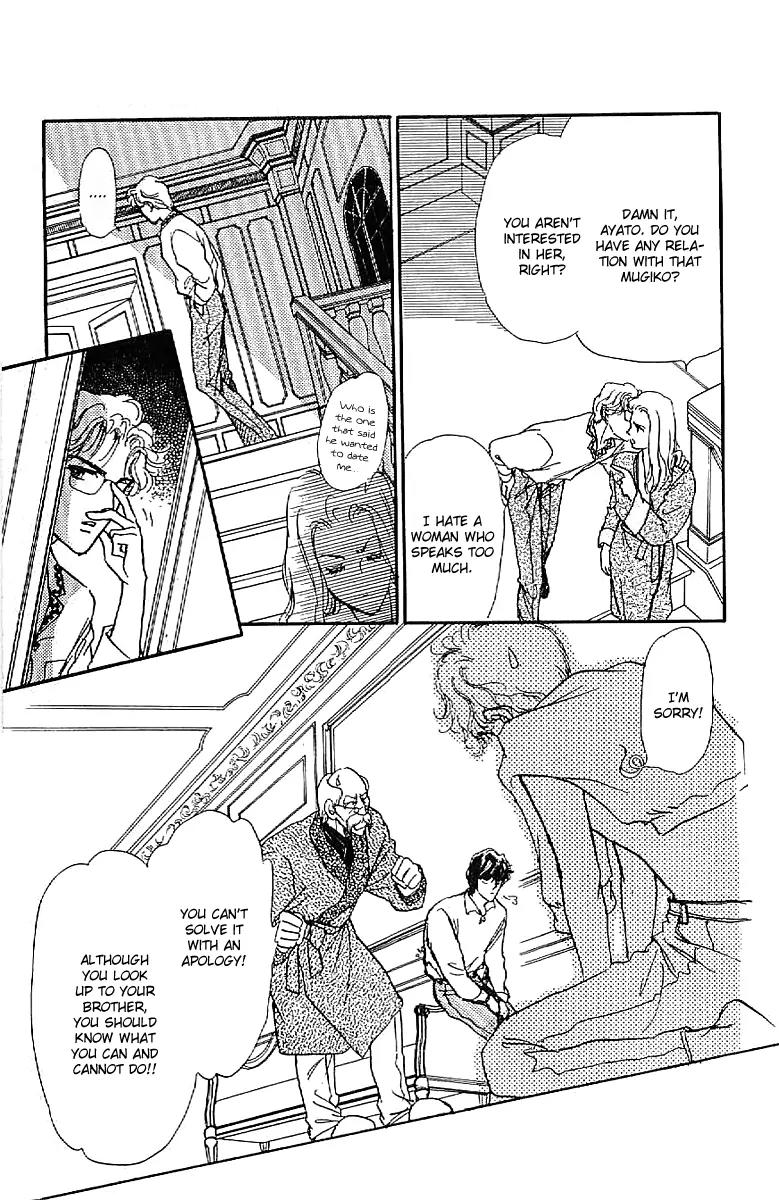 DAMN IT,
AYATO. DO YOU
HAVE ANY RELA-
TION WITH THAT
MUGIKO?
YOU AREN'T
INTERESTED
IN HER,
RIGHT?
I HATE A
WOMAN WHO
SPEAKS TOO
MUCH.
Who is
the one
that said
he wanted
to date
me...
....
I'M
SORRY!
YOU CAN'T
SOLVE IT
WITH AN
APOLOGY!
ALTHOUGH
YOU LOOK
UP TO YOUR
BROTHER,
YOU SHOULD
KNOW WHAT
YOU CAN AND
CANNOT DO!!